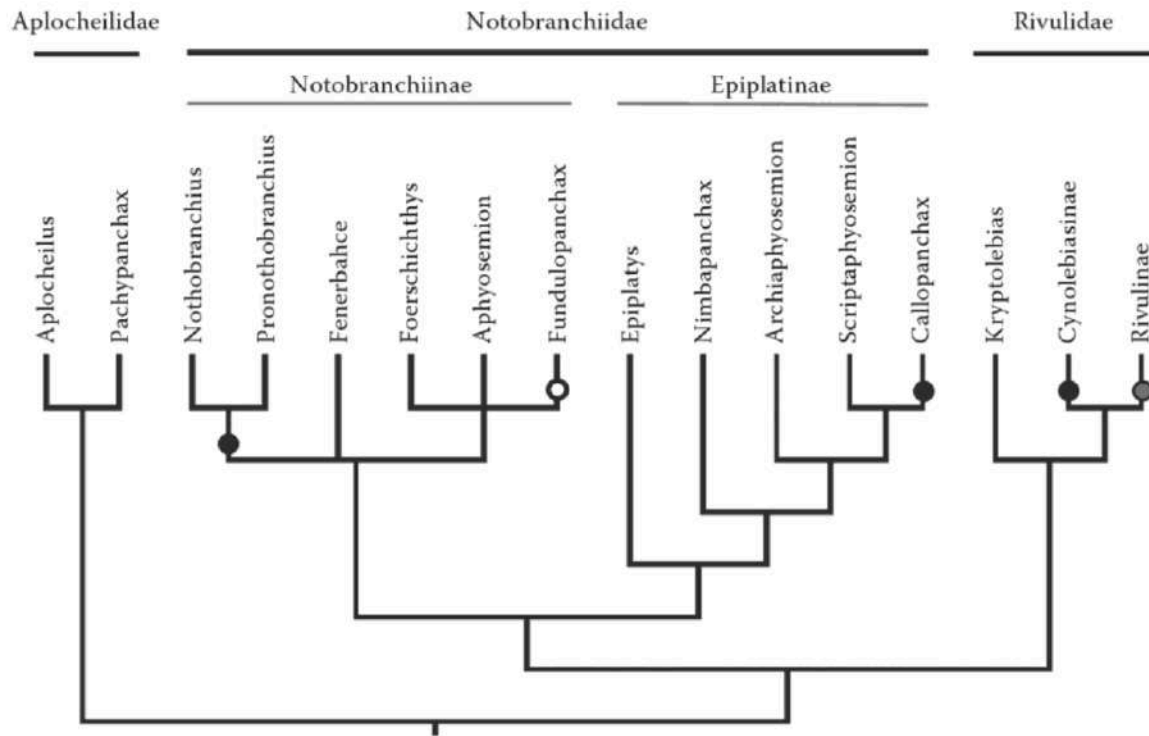 Aplocheilidae Notobranchiidae Rivulidae
Notobranchiinae Epiplatinae
Aplocheilus
Pachypanchax
Nothobranchius
Pronothobranchius
Fenerbahce
Foerschichthys
Aphyosemion
Fundulopanchax
Epiplatys
Nimbapanchax
Archiaphyosemion
Scriptaphyosemion
Callopanchax
Kryptolebias
Cynolebiasinae
Rivulinae